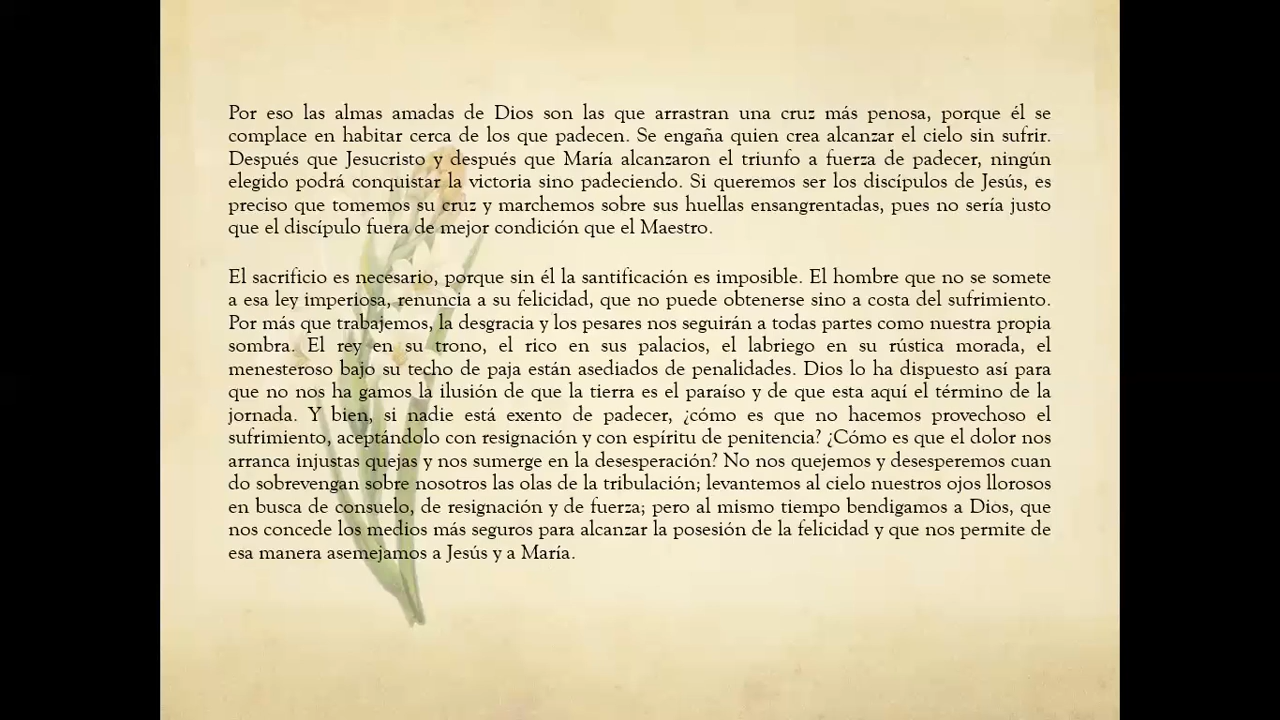 Por eso las almas amadas de Dios son las que arrastran una cruz más penosa, porque él se
complace en habitar cerca de los que padecen. Se engaña quien crea alcanzar el cielo sin sufrir.
Después que Jesucristo y después que María alcanzaron el triunfo a fuerza de padecer, ningún
elegido podrá conquistar la victoria sino padeciendo. Si queremos ser los discípulos de Jesús, es
preciso que tomemos su cruz y marchemos sobre sus huellas ensangrentadas, pues no sería justo
que el discípulo fuera de mejor condición que el Maestro.
El sacrificio es necesario, porque sin él la santificación es imposible. El hombre que no se somete
a esa ley imperiosa, renuncia a su felicidad, que no puede obtenerse sino a costa del sufrimiento.
Por más que trabajemos, la desgracia y los pesares nos seguirán a todas partes como nuestra propia
sombra. El rey en su trono, el rico en sus palacios, el labriego en su rústica morada, el
menesteroso bajo su techo de paja están asediados de penalidades. Dios lo ha dispuesto así para
que no nos ha gamos la ilusión de que la tierra es el paraíso y de que esta aquí el término de la
jornada. Y bien, si nadie está exento de padecer, ¿cómo es que no hacemos provechoso el
sufrimiento, aceptándolo con resignación y con espíritu de penitencia? ¿Cómo es que el dolor nos
arranca injustas quejas y nos sumerge en la desesperación? No nos quejemos y desesperemos cuan
do sobrevengan sobre nosotros las olas de la tribulación; levantemos al cielo nuestros ojos llorosos
en busca de consuelo, de resignación y de fuerza; pero al mismo tiempo bendigamos a Dios, que
nos concede los medios más seguros para alcanzar la posesión de la felicidad y que nos permite de
esa manera asemejamos a Jesús y a María.